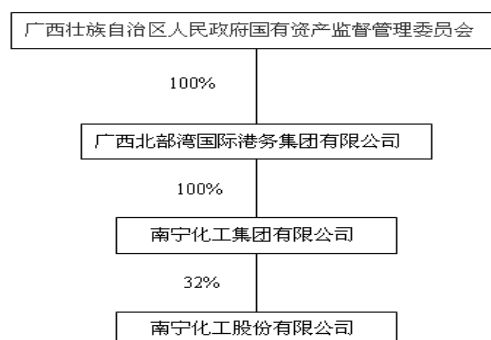 广西壮族自治区人民政府国有资产监督管理委员会
100%
广西北部湾国际港务集团有限公司
100%
南宁化工集团有限公司
32%
南宁化工股份有限公司